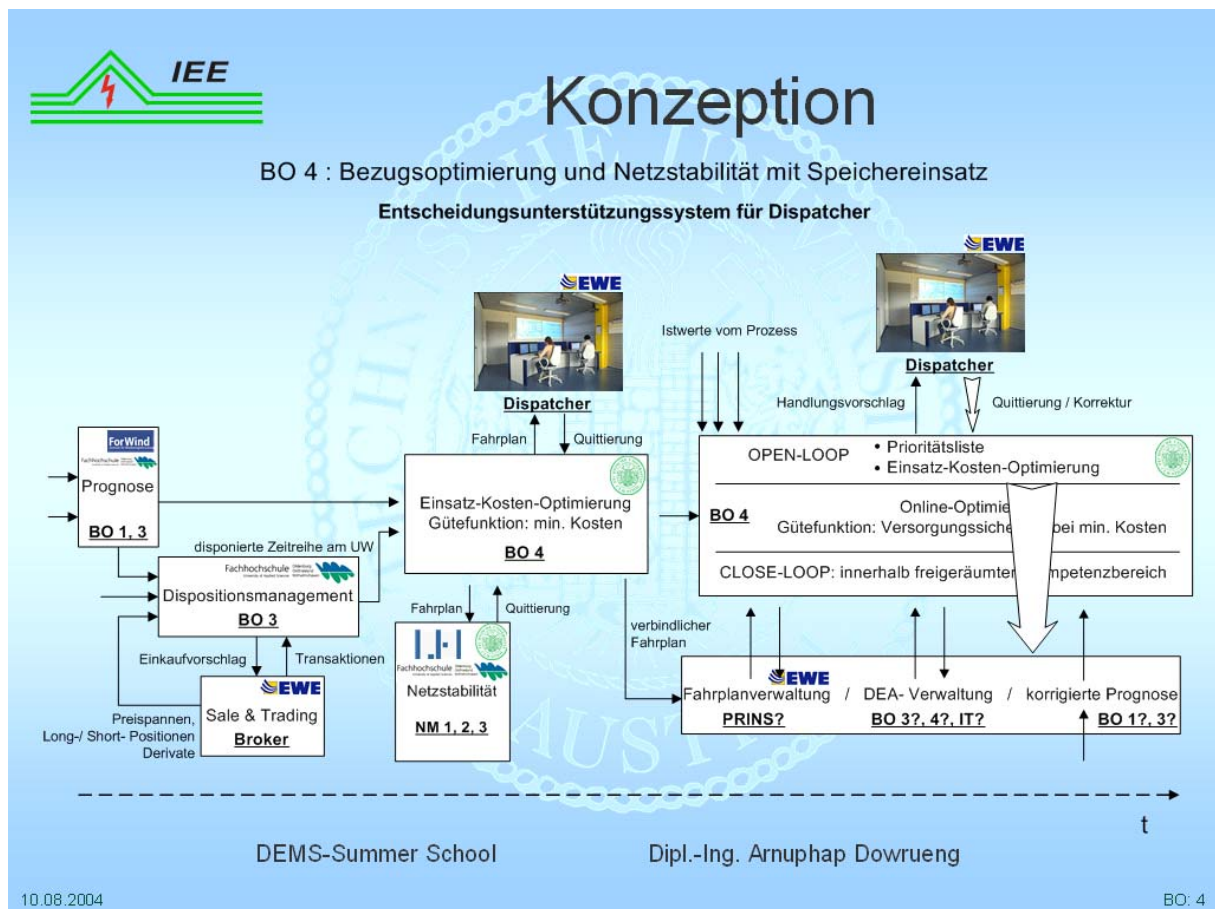 IEE
Konzeption
BO 4 : Bezugsoptimierung und Netzstabilität mit Speichereinsatz
Entscheidungsunterstützungssystem für Dispatcher
EWE
Dispatcher
Fahrplan
Quittierung
Istwerte vom Prozess
EWE
Dispatcher
Handlungsvorschlag
Quittierung / Korrektur
ForWind
Fachhochschule
Prognose
BO 1, 3
disponierte Zeitreihe am UW
Fachhochschule
Dispositionsmanagement
BO 3
Einkaufvorschlag
Transaktionen
EWE
Sale & Trading
Broker
Preispannen,
Long-/ Short- Positionen
Derivate
Einsatz-Kosten-Optimierung
Gütefunktion: min. Kosten
BO 4
Fahrplan
Quittierung
Fachhochschule
Netzstabilität
NM 1, 2, 3
verbindlicher
Fahrplan
OPEN-LOOP
• Prioritätsliste
• Einsatz-Kosten-Optimierung
BO 4
Online-Optimie
Gütefunktion: Versorgungssiche bei min. Kosten
CLOSE-LOOP: innerhalb freigeräumten mpetenzbereich
EWE
Fahrplanverwaltung / DEA- Verwaltung / korrigierte Prognose
PRINS? BO 3?, 4?, IT? BO 1?, 3?
t
DEMS-Summer School
Dipl.-Ing. Arnuphap Dowrueng
10.08.2004
BO: 4